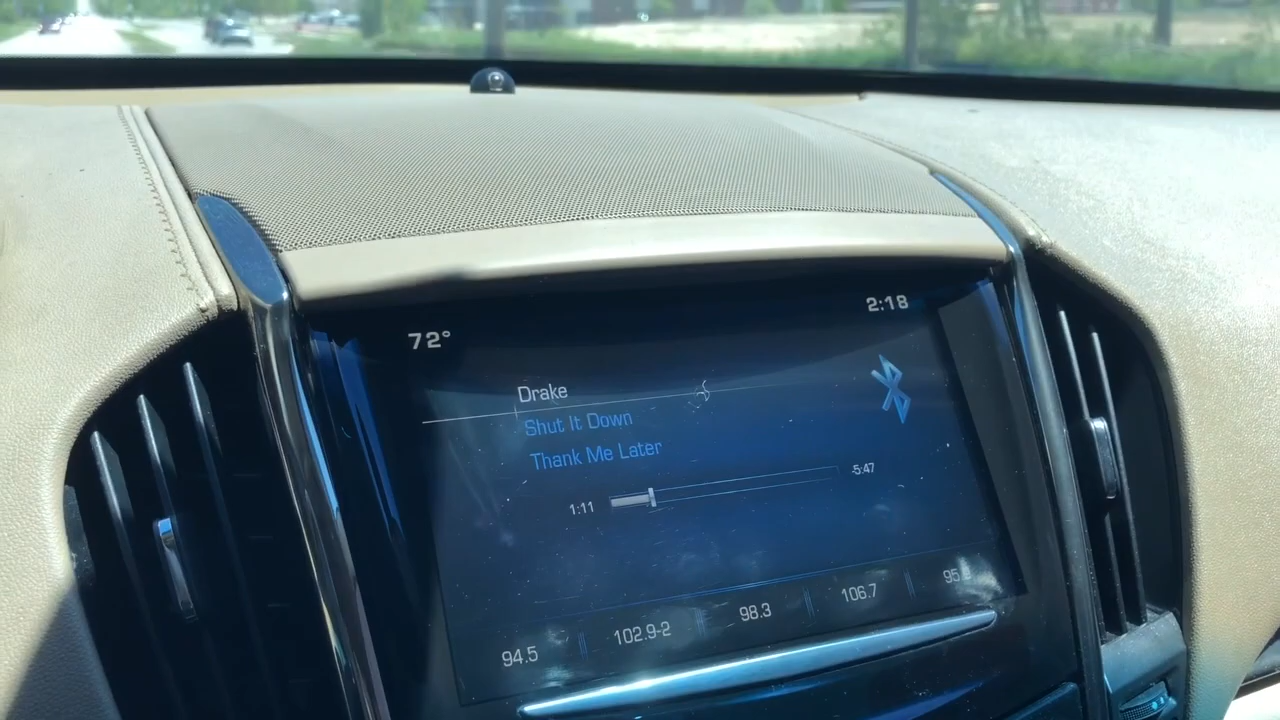 72° 2:18
Drake
Shut It Down
Thank Me Later
1:11 -5:47
94.5 102.9-2 98.3 106.7